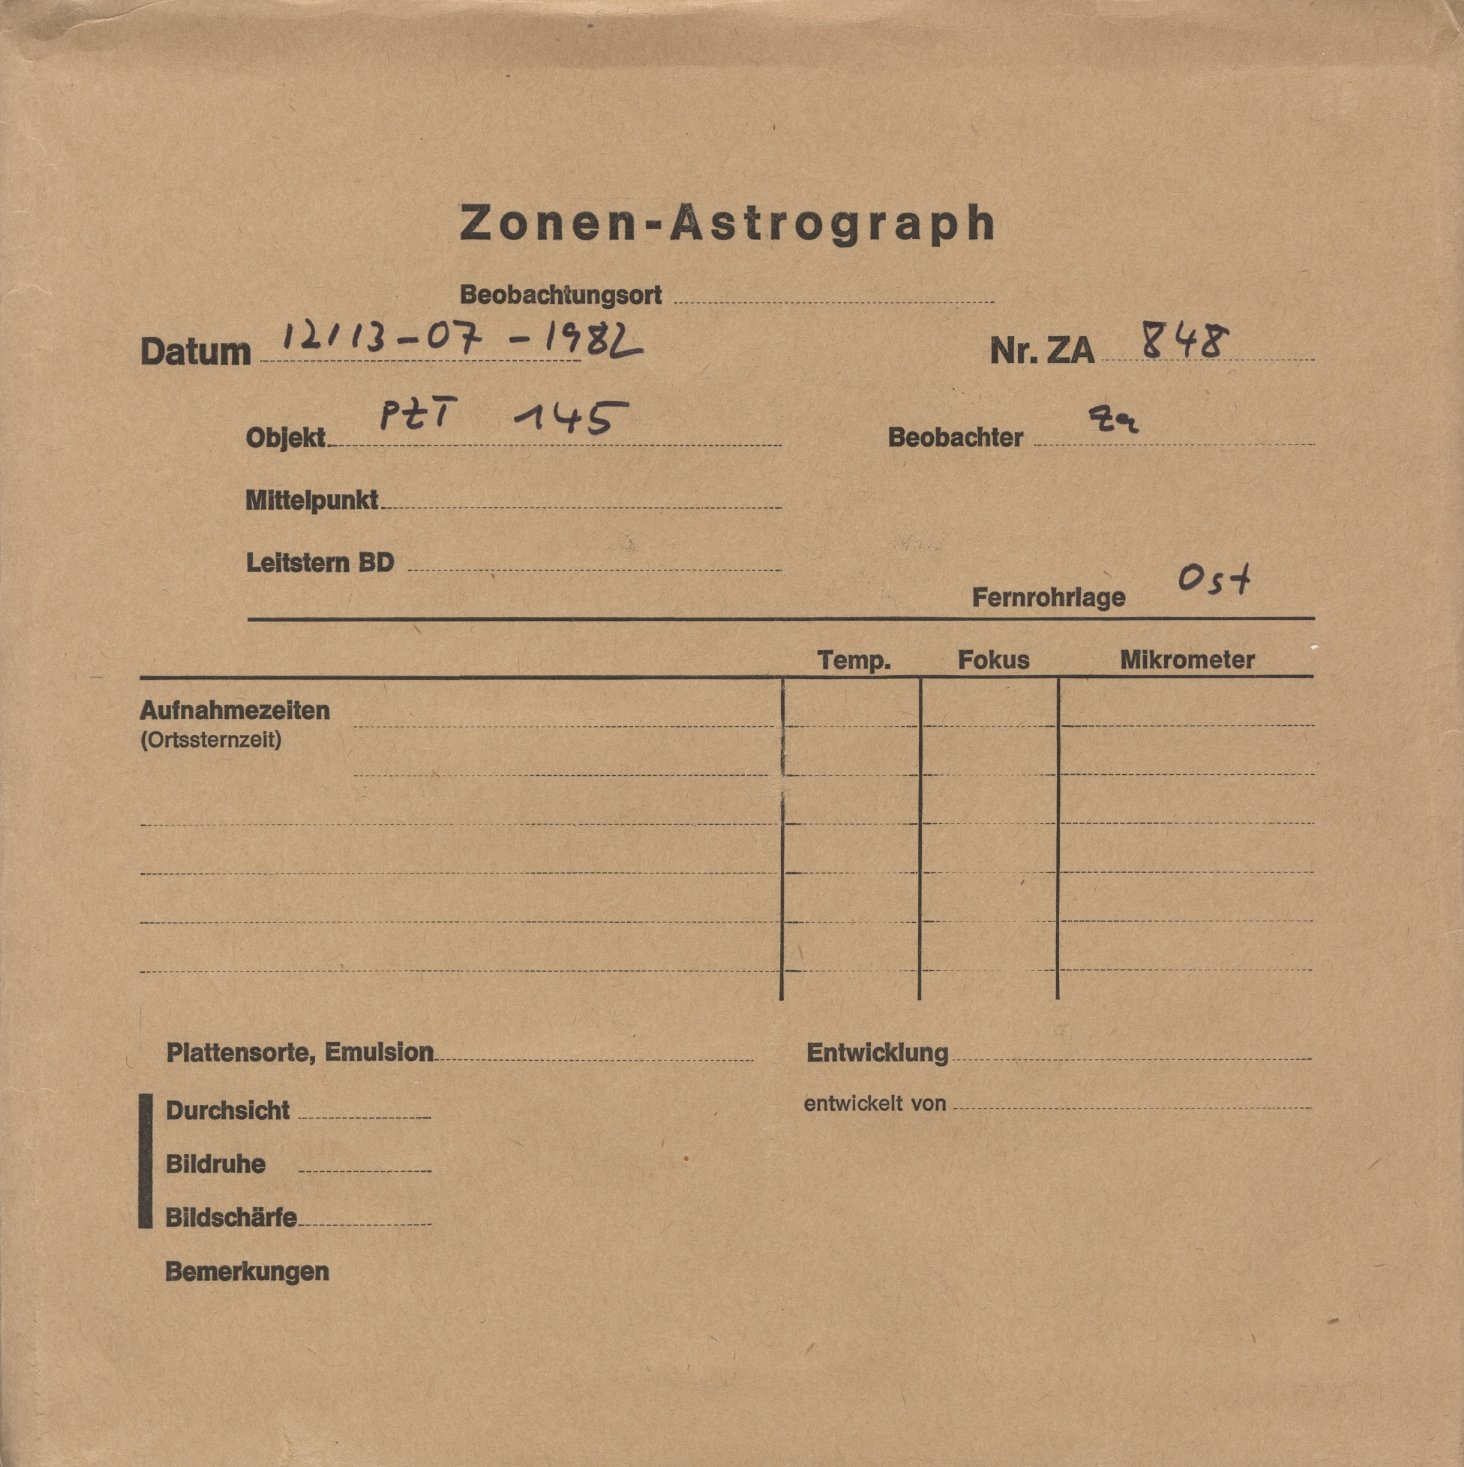 Zonen-Astrograph
Beobachtungsort
Datum 12/13-07-1982 Nr. ZA 848
Objekt PZT 145 Beobachter Za
Mittelpunkt
Leitstern BD
Fernrohrlage Ost
Temp. Fokus Mikrometer
Aufnahmezeiten
(Ortssternzeit)
Plattensorte, Emulsion Entwicklung
Durchsicht entwickelt von
Bildruhe
Bildschärfe
Bemerkungen